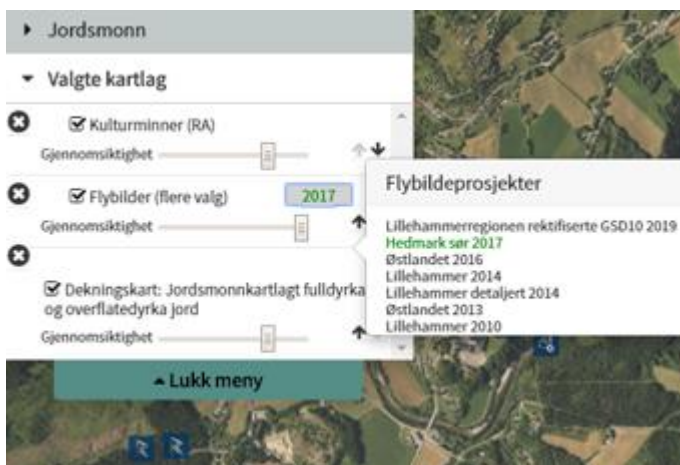 Jordsmonn
Valgte kartlag
Kulturminner (RA)
Gjennomsiktighet
Flybilder (flere valg) 2017
Gjennomsiktighet
Dekningskart: Jordsmonnkartlagt fulldyrka
og overflatedyrka jord
Gjennomsiktighet
Lukk meny
Flybildeprosjekter
Lillehammerregionen rektifiserte GSD10 2019
Hedmark sør 2017
Østlandet 2016
Lillehammer 2014
Lillehammer detaljert 2014
Østlandet 2013
Lillehammer 2010